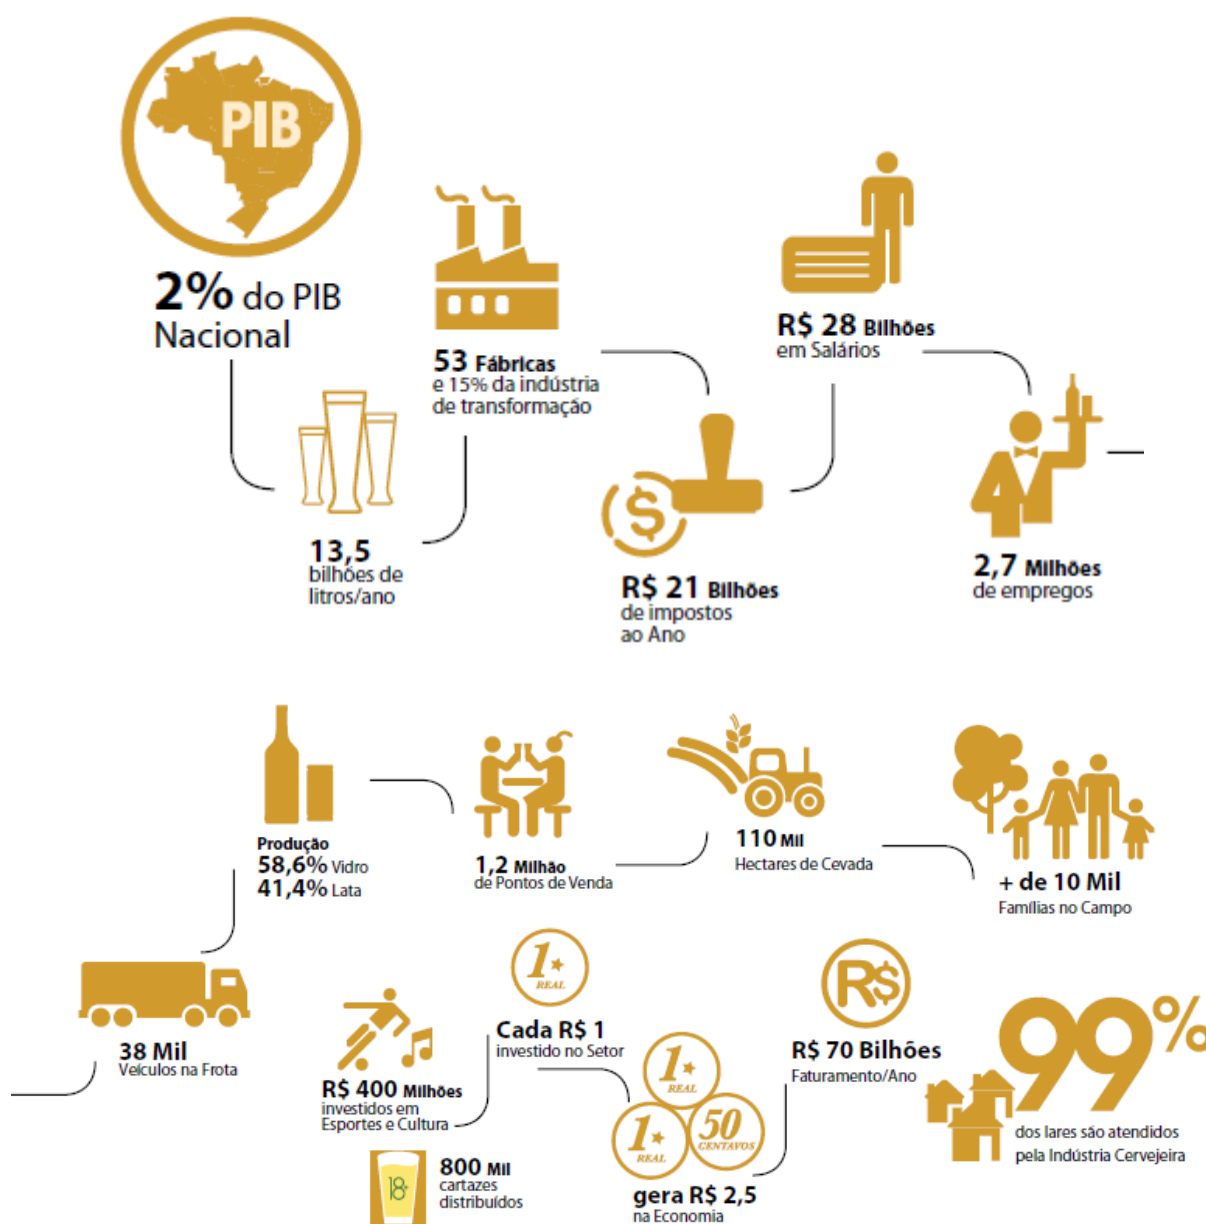 PIB
2% do PIB
Nacional
13,5
bilhões de
litros/ano
53 Fábricas
e 15% da indústria
de transformação
$
R$ 21 Bilhões
de impostos
ao Ano
R$ 28 Bilhões
em Salários
2,7 Milhões
de empregos
38 Mil
Veículos na Frota
Produção
58,6% Vidro
41,4% Lata
1,2 Milhão
de Pontos de Venda
110 Mil
Hectares de Cevada
+ de 10 Mil
Famílias no Campo
R$ 400 Milhões
investidos em
Esportes e Cultura
18+
800 Mil
cartazes
distribuídos
1
REAL
Cada R$ 1
investido no Setor
1
REAL
1
REAL
50
CENTAVOS
gera R$ 2,5
na Economia
R$
R$ 70 Bilhões
Faturamento/Ano
99%
dos lares são atendidos
pela Indústria Cervejeira